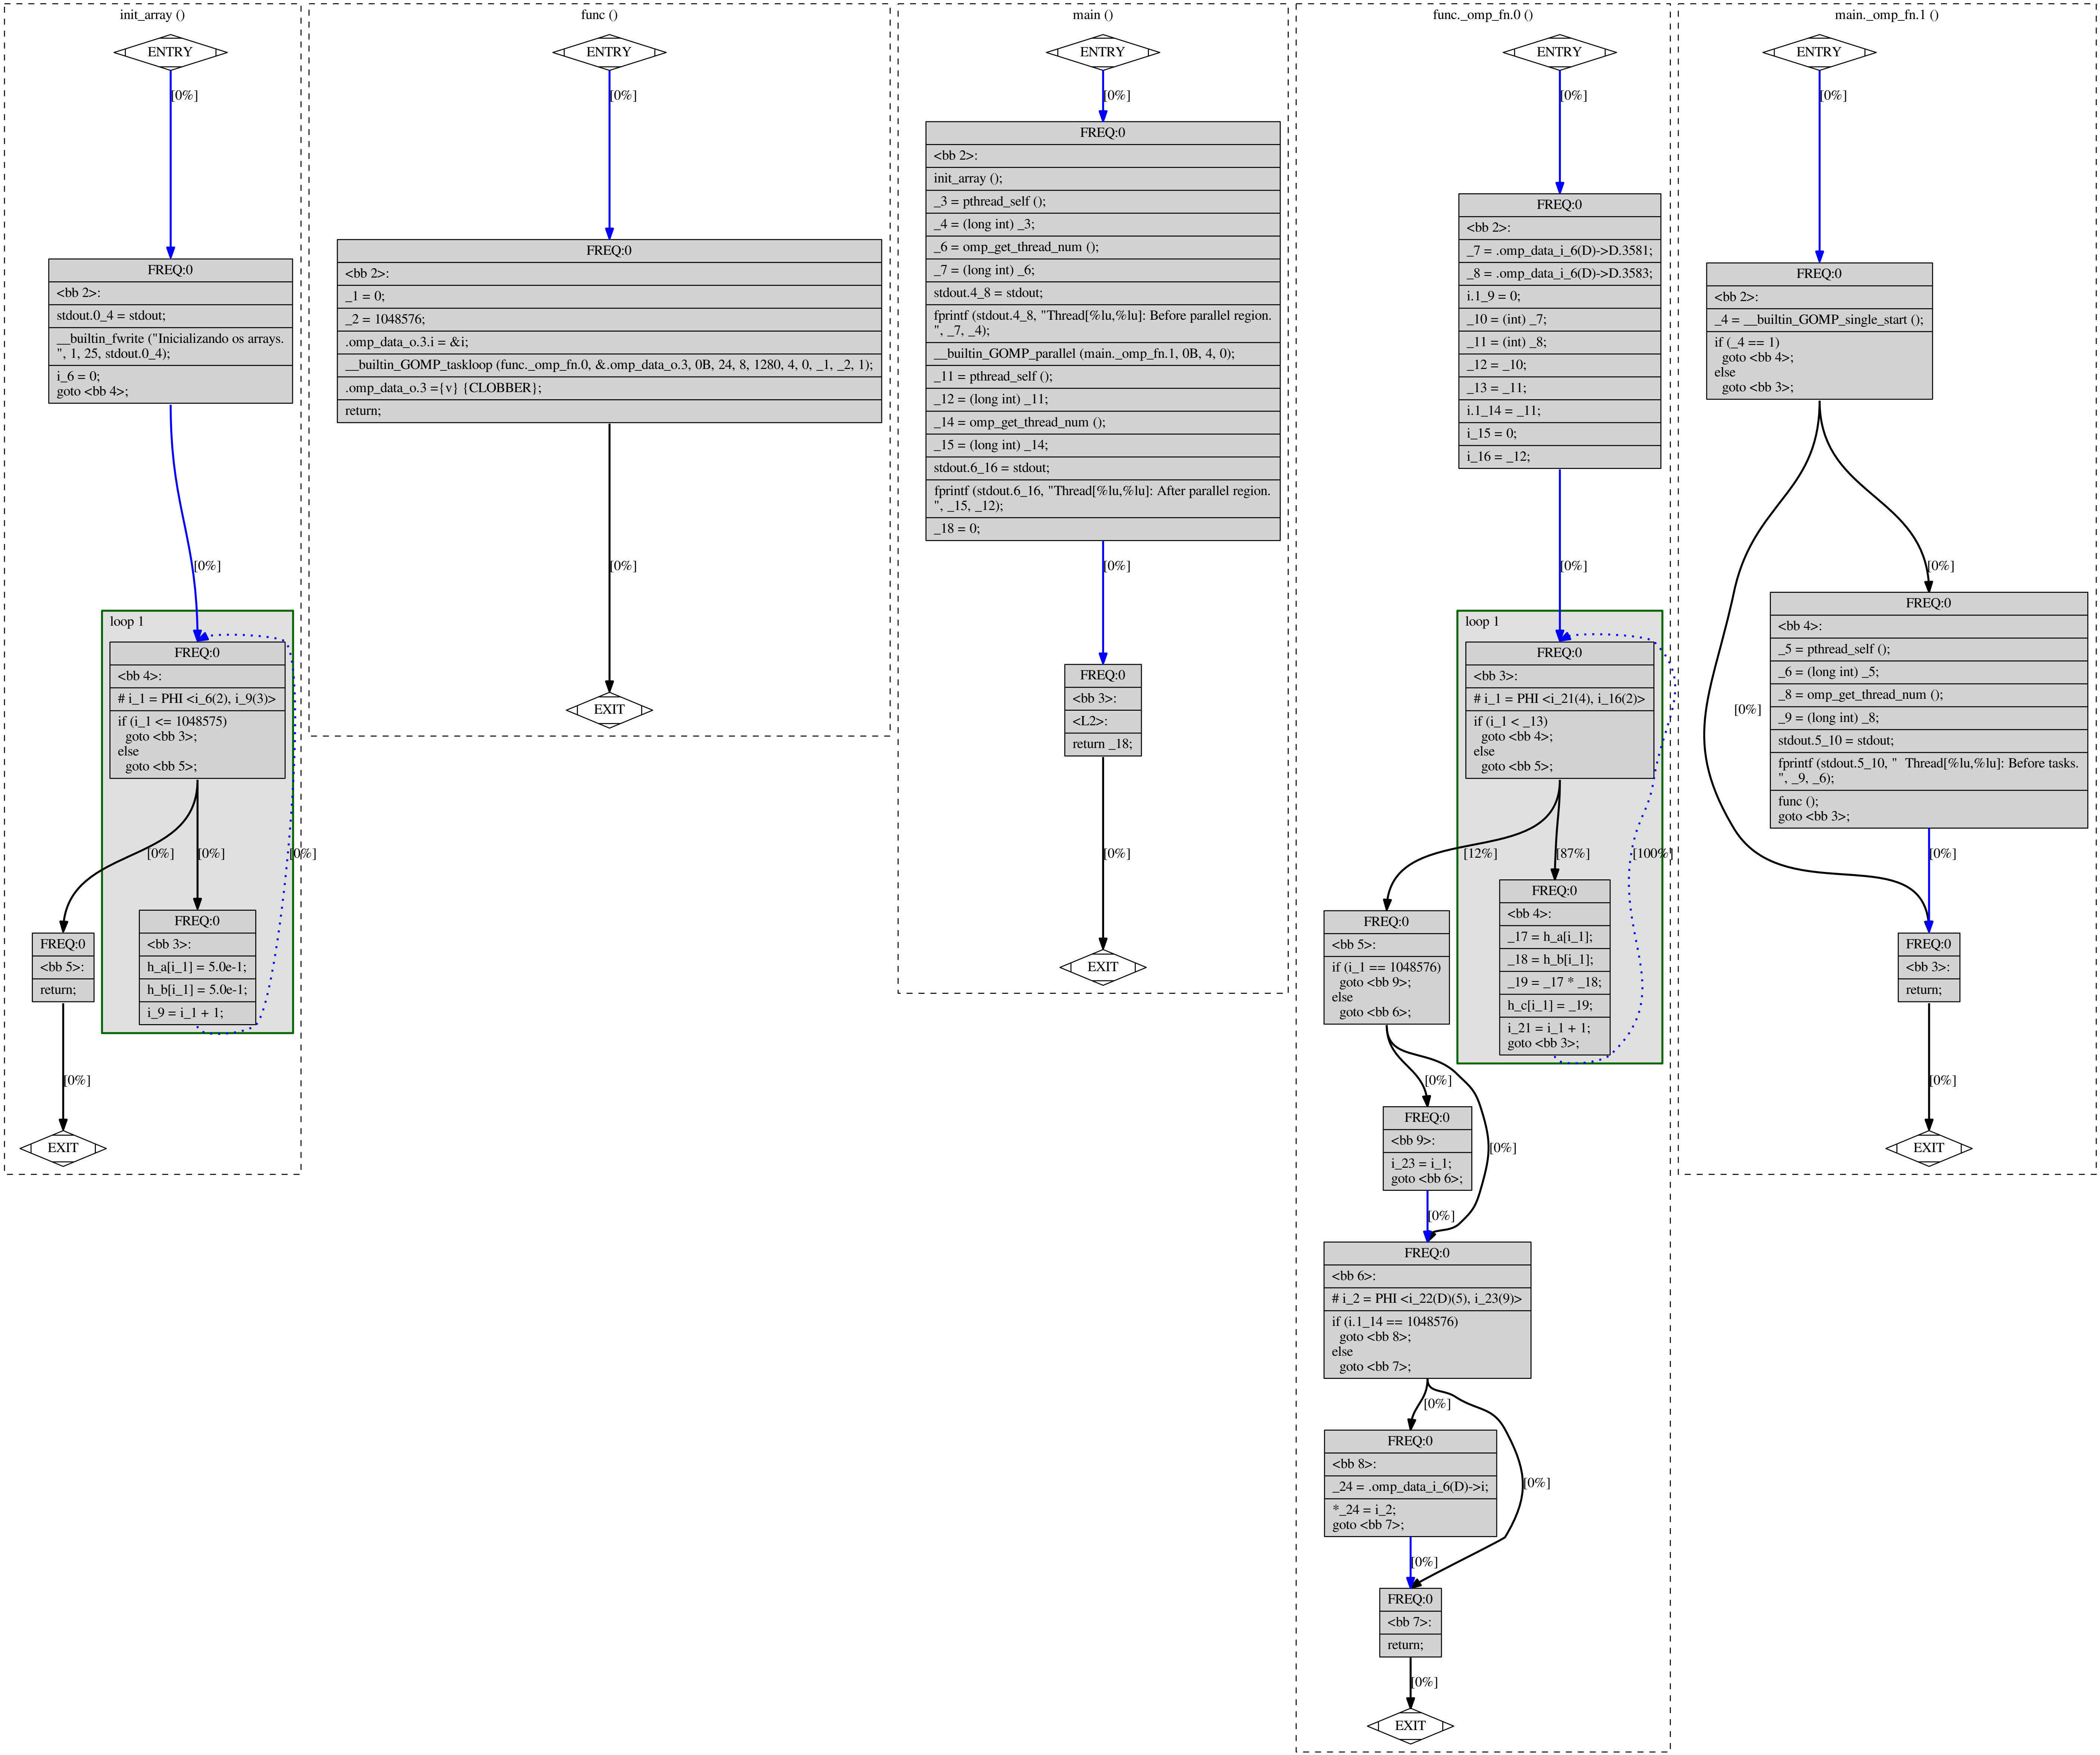 init_array ()
ENTRY
[0%]
FREQ:0
<bb 2>:
stdout.0_4 = stdout;
__builtin_fwrite ("Inicializando os arrays.
", 1, 25, stdout.0_4);
i_6 = 0;
goto <bb 4>;
[0%]
loop 1
FREQ:0
<bb 4>:
# i_1 = PHI <i_6(2), i_9(3)>
if (i_1 <= 1048575)
goto <bb 3>;
else
goto <bb 5>;
[0%]
[0%]
[0%]
FREQ:0
<bb 3>:
h_a[i_1] = 5.0e-1;
h_b[i_1] = 5.0e-1;
i_9 = i_1 + 1;
FREQ:0
<bb 5>:
return;
[0%]
EXIT
func ()
ENTRY
[0%]
FREQ:0
<bb 2>:
_1 = 0;
_2 = 1048576;
.omp_data_o.3.i = &i;
__builtin_GOMP_taskloop (func._omp_fn.0, &.omp_data_o.3, 0B, 24, 8, 1280, 4, 0, _1, _2, 1);
.omp_data_o.3 ={v} {CLOBBER};
return;
[0%]
EXIT
main ()
ENTRY
[0%]
FREQ:0
<bb 2>:
init_array ();
_3 = pthread_self ();
_4 = (long int) _3;
_6 = omp_get_thread_num ();
_7 = (long int) _6;
stdout.4_8 = stdout;
fprintf (stdout.4_8, "Thread[%lu,%lu]: Before parallel region.
", _7, _4);
__builtin_GOMP_parallel (main._omp_fn.1, 0B, 4, 0);
_11 = pthread_self ();
_12 = (long int) _11;
_14 = omp_get_thread_num ();
_15 = (long int) _14;
stdout.6_16 = stdout;
fprintf (stdout.6_16, "Thread[%lu,%lu]: After parallel region.
", _15, _12);
_18 = 0;
[0%]
FREQ:0
<bb 3>:
<L2>:
return _18;
[0%]
EXIT
func._omp_fn.0 ()
ENTRY
[0%]
FREQ:0
<bb 2>:
_7 = .omp_data_i_6(D)->D.3581;
_8 = .omp_data_i_6(D)->D.3583;
i.1_9 = 0;
_10 = (int) _7;
_11 = (int) _8;
_12 = _10;
_13 = _11;
i.1_14 = _11;
i_15 = 0;
i_16 = _12;
[0%]
loop 1
FREQ:0
<bb 3>:
# i_1 = PHI <i_21(4), i_16(2)>
if (i_1 < _13)
goto <bb 4>;
else
goto <bb 5>;
[12%]
[87%]
[100%]
FREQ:0
<bb 4>:
_17 = h_a[i_1];
_18 = h_b[i_1];
_19 = _17 * _18;
h_c[i_1] = _19;
i_21 = i_1 + 1;
goto <bb 3>;
FREQ:0
<bb 5>:
if (i_1 == 1048576)
goto <bb 9>;
else
goto <bb 6>;
[0%]
[0%]
FREQ:0
<bb 9>:
i_23 = i_1;
goto <bb 6>;
[0%]
FREQ:0
<bb 6>:
# i_2 = PHI <i_22(D)(5), i_23(9)>
if (i.1_14 == 1048576)
goto <bb 8>;
else
goto <bb 7>;
[0%]
[0%]
FREQ:0
<bb 8>:
_24 = .omp_data_i_6(D)->i;
*_24 = i_2;
goto <bb 7>;
[0%]
FREQ:0
<bb 7>:
return;
[0%]
EXIT
main._omp_fn.1 ()
ENTRY
[0%]
FREQ:0
<bb 2>:
_4 = __builtin_GOMP_single_start ();
if (_4 == 1)
goto <bb 4>;
else
goto <bb 3>;
[0%]
[0%]
FREQ:0
<bb 4>:
_5 = pthread_self ();
_6 = (long int) _5;
_8 = omp_get_thread_num ();
_9 = (long int) _8;
stdout.5_10 = stdout;
fprintf (stdout.5_10, "  Thread[%lu,%lu]: Before tasks.
", _9, _6);
func ();
goto <bb 3>;
[0%]
FREQ:0
<bb 3>:
return;
[0%]
EXIT